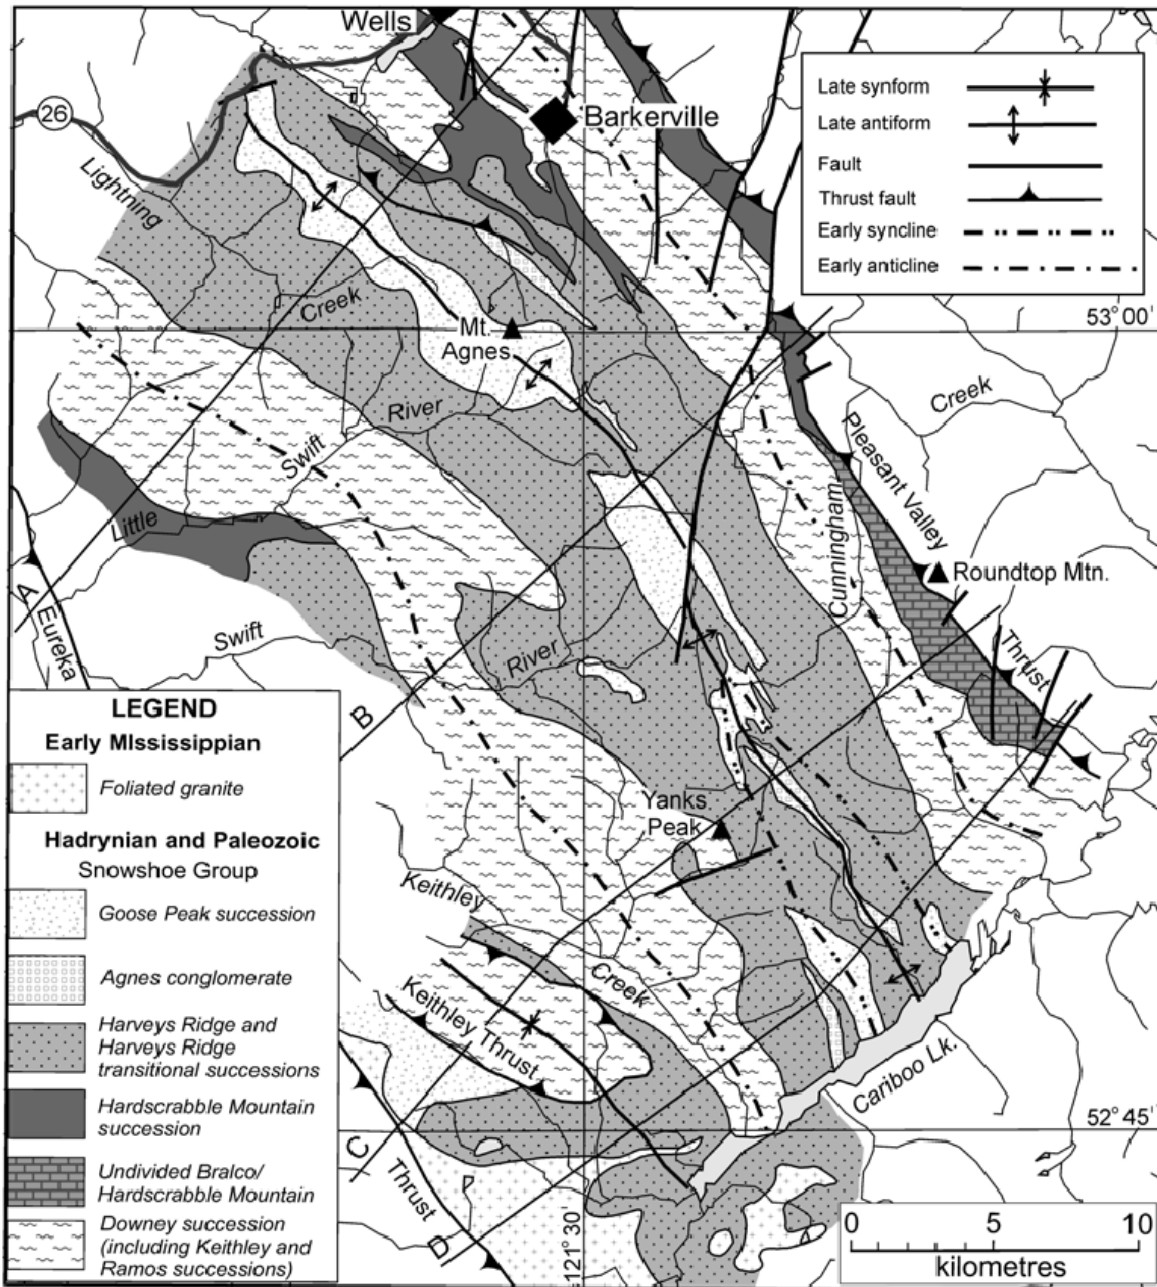 Wells
26
Barkerville
Lightning
Creek
Mt.
Agnes
River
Swift
Little
Swift
River
A
Eureka
B
Cunningham
Pleasant Valley
Creek
Roundtop Mtn.
Thrust
Yanks
Peak
Keithley
Creek
Keithley Thrust
Cariboo Lk.
C
Thrust
D
53° 00'
52° 45'
121° 30'
Late synform
Late antiform
Fault
Thrust fault
Early syncline
Early anticline
LEGEND
Early MIssissippian
Foliated granite
Hadrynian and Paleozoic
Snowshoe Group
Goose Peak succession
Agnes conglomerate
Harveys Ridge and
Harveys Ridge
transitional successions
Hardscrabble Mountain
succession
Undivided Bralco/
Hardscrabble Mountain
Downey succession
(including Keithley and
Ramos successions)
0 5 10
kilometres